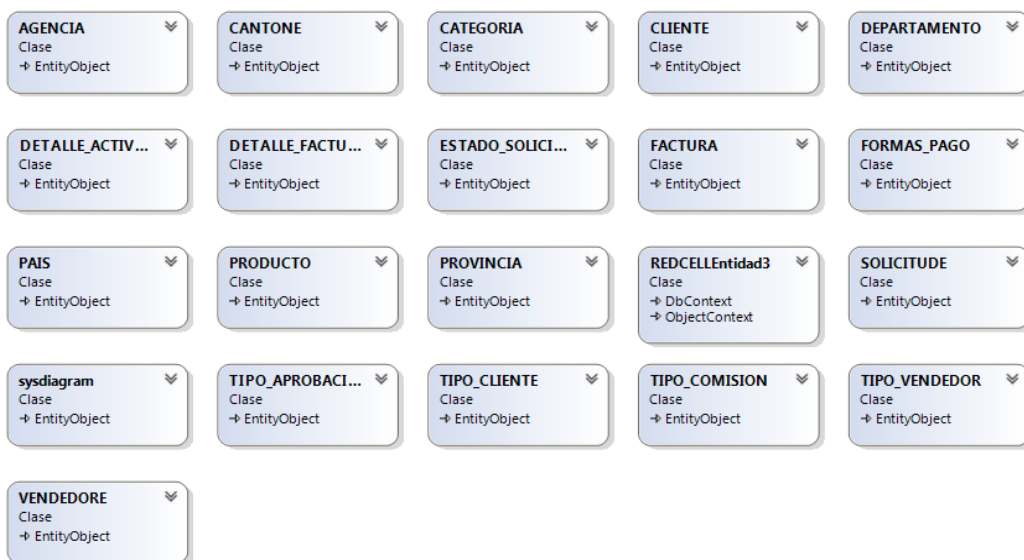 AGENCIA
Clase
EntityObject
CANTONE
Clase
EntityObject
CATEGORIA
Clase
EntityObject
CLIENTE
Clase
EntityObject
DEPARTAMENTO
Clase
EntityObject
DETALLE_ACTIV...
Clase
EntityObject
DETALLE_FACTU...
Clase
EntityObject
ESTADO_SOLICI...
Clase
EntityObject
FACTURA
Clase
EntityObject
FORMAS_PAGO
Clase
EntityObject
PAIS
Clase
EntityObject
PRODUCTO
Clase
EntityObject
PROVINCIA
Clase
EntityObject
REDCELLEntidad3
Clase
DbContext
ObjectContext
SOLICITUDE
Clase
EntityObject
sysdiagram
Clase
EntityObject
TIPO_APROBACI...
Clase
EntityObject
TIPO_CLIENTE
Clase
EntityObject
TIPO_COMISION
Clase
EntityObject
TIPO_VENDEDOR
Clase
EntityObject
VENDEDORE
Clase
EntityObject